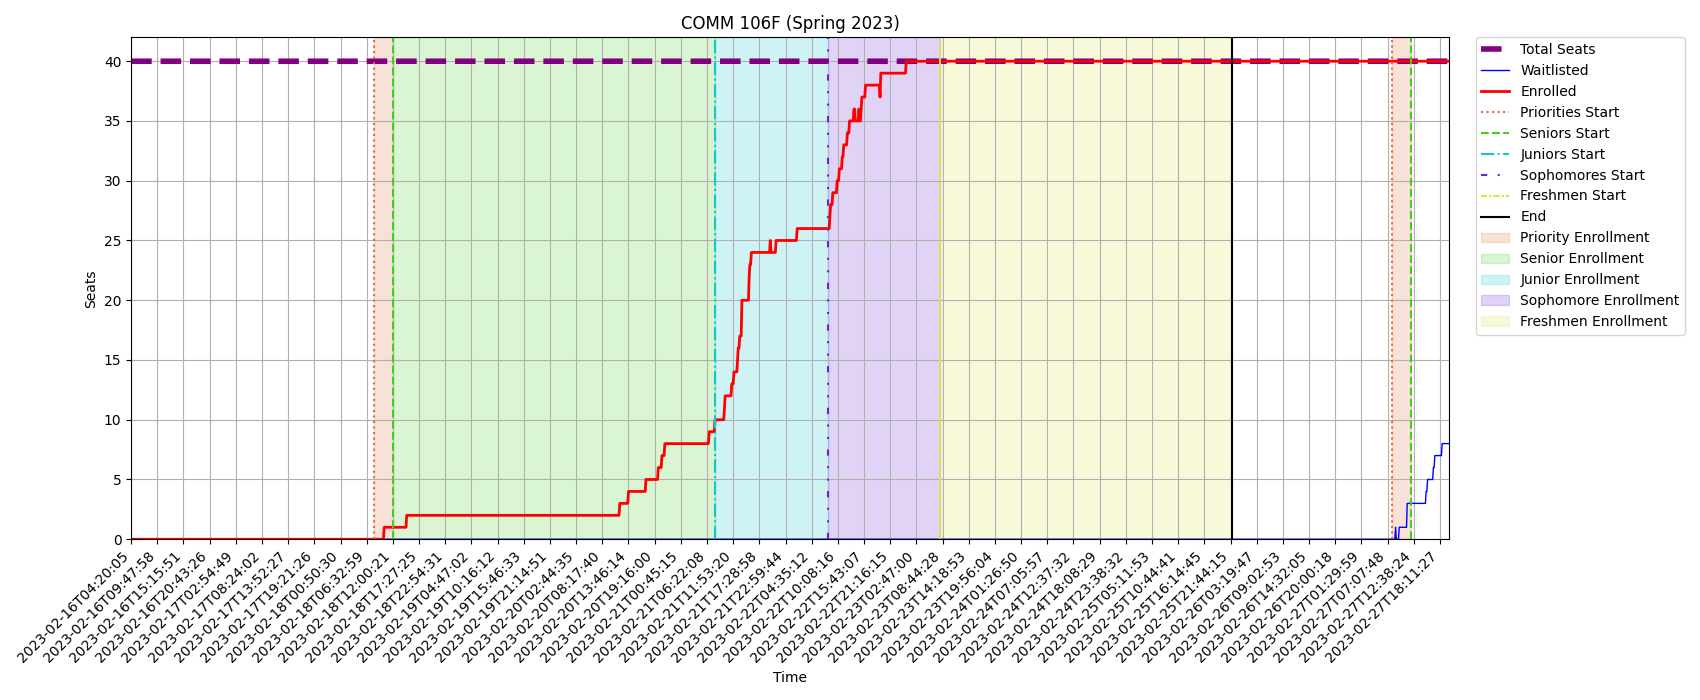 COMM 106F (Spring 2023)
Seats
40
35
30
25
20
15
10
5
0
2023-02-16T04:20:05
2023-02-16T09:47:58
2023-02-16T15:15:51
2023-02-16T20:43:26
2023-02-17T02:54:49
2023-02-17T08:24:02
2023-02-17T13:52:27
2023-02-17T19:21:26
2023-02-18T00:50:30
2023-02-18T06:32:59
2023-02-18T12:00:21
2023-02-18T17:27:25
2023-02-18T22:54:31
2023-02-19T04:47:02
2023-02-19T10:16:12
2023-02-19T15:46:33
2023-02-19T21:14:51
2023-02-20T02:44:35
2023-02-20T08:17:40
2023-02-20T13:46:14
2023-02-20T19:16:00
2023-02-21T00:45:15
2023-02-21T06:22:08
2023-02-21T11:53:20
2023-02-21T17:28:58
2023-02-21T22:59:44
2023-02-22T04:35:12
2023-02-22T10:08:16
2023-02-22T15:43:07
2023-02-22T21:16:15
2023-02-23T02:47:00
2023-02-23T08:44:28
2023-02-23T14:18:53
2023-02-23T19:56:04
2023-02-24T01:26:50
2023-02-24T07:05:57
2023-02-24T12:37:32
2023-02-24T18:08:29
2023-02-24T23:38:32
2023-02-25T05:11:53
2023-02-25T10:44:41
2023-02-25T16:14:45
2023-02-25T21:44:15
2023-02-26T03:19:47
2023-02-26T09:02:53
2023-02-26T14:32:05
2023-02-26T20:00:18
2023-02-27T01:29:59
2023-02-27T07:07:48
2023-02-27T12:38:24
2023-02-27T18:11:27
Time
Total Seats
Waitlisted
Enrolled
Priorities Start
Seniors Start
Juniors Start
Sophomores Start
Freshmen Start
End
Priority Enrollment
Senior Enrollment
Junior Enrollment
Sophomore Enrollment
Freshmen Enrollment